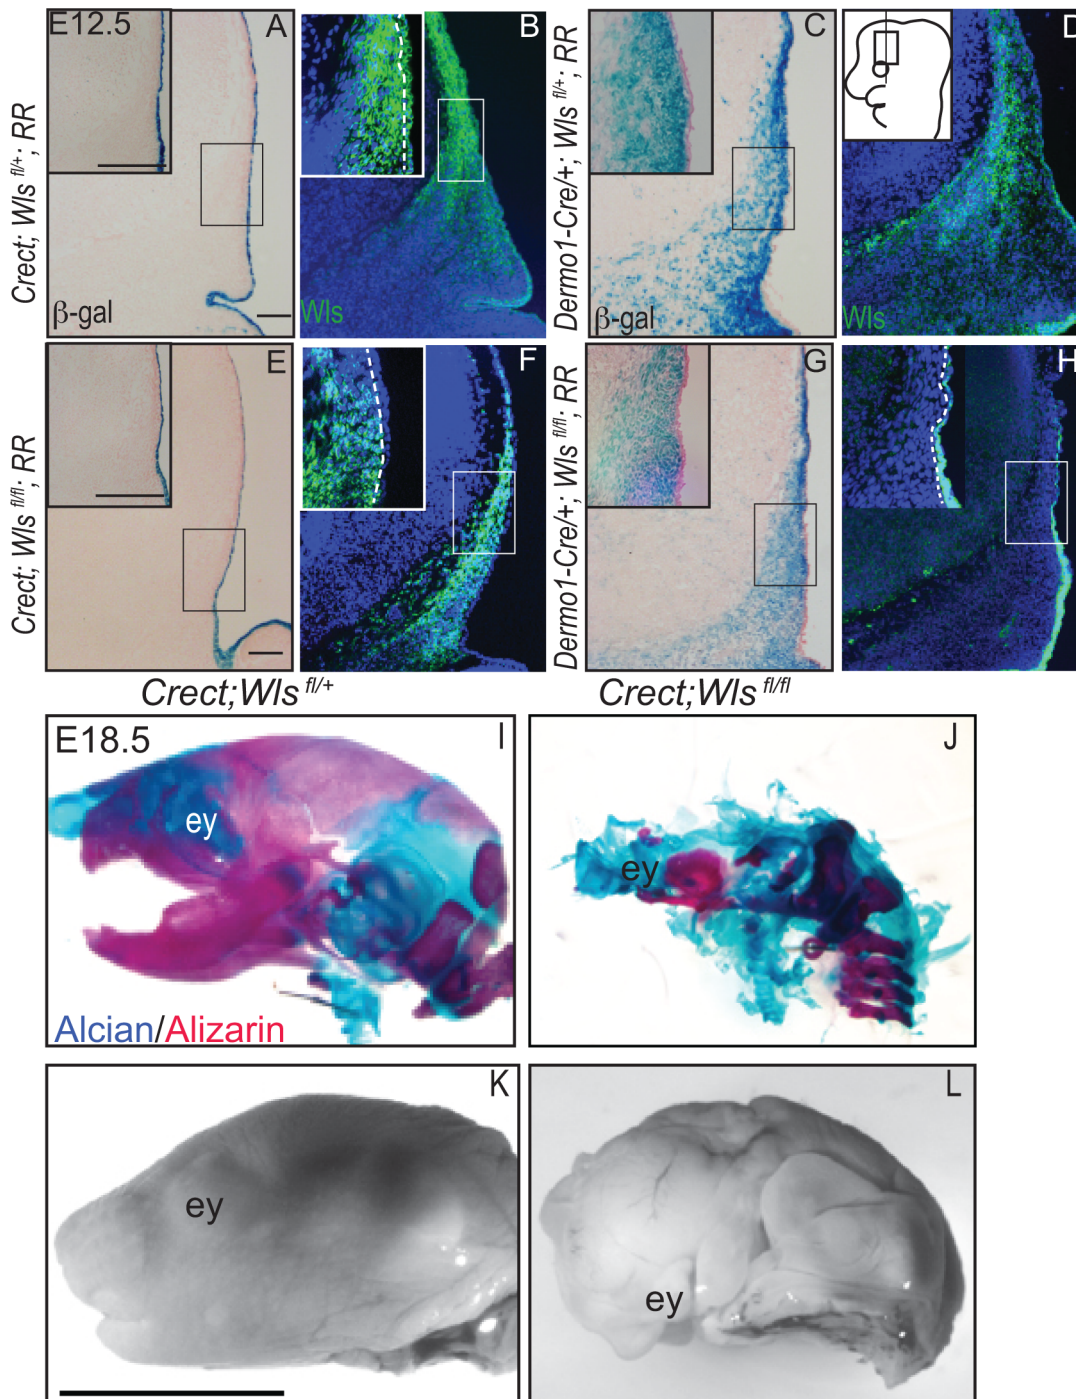 E12.5
A
B
C
D
Crect; Wls fl/+; RR
β-gal
Wls
Dermo1-Cre/+; Wls fl/+; RR
β-gal
Wls
E
F
G
H
Crect; Wls fl/fl; RR
Dermo1-Cre/+; Wls fl/fl; RR
Crect;Wls fl/+
Crect;Wls fl/fl
E18.5
I
J
ey
ey
Alcian/Alizarin
K
L
ey
ey